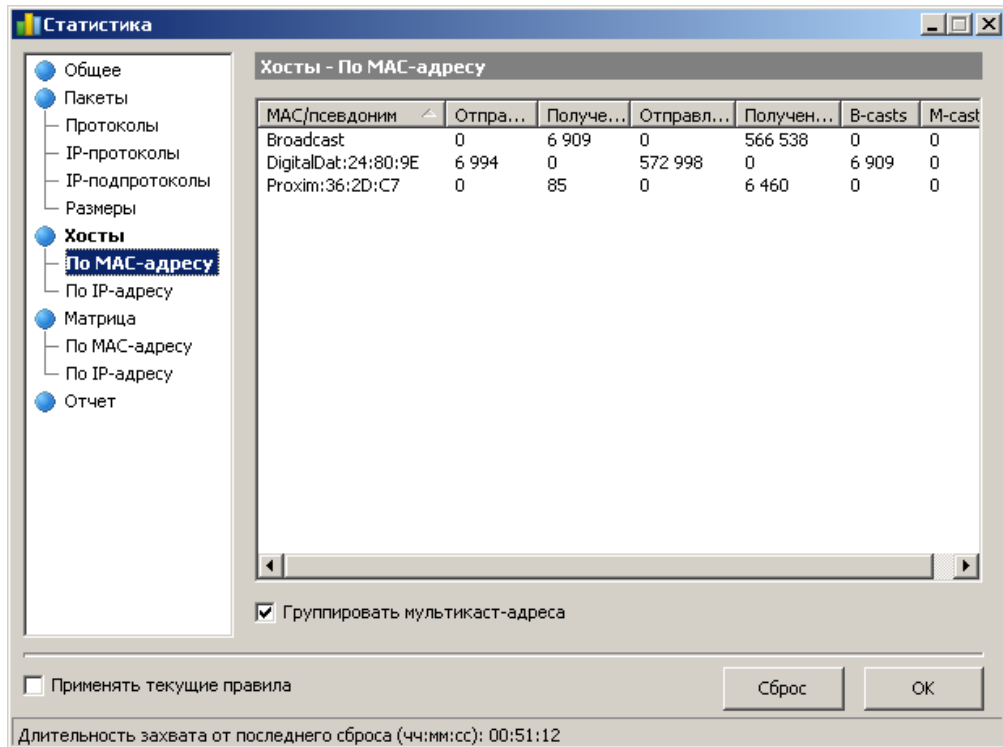 Статистика
Общее
Пакеты
Протоколы
IP-протоколы
IP-подпротоколы
Размеры
Хосты
По MAC-адресу
По IP-адресу
Матрица
По MAC-адресу
По IP-адресу
Отчет
Хосты - По MAC-адресу
MAC/псевдоним Отпра... Получе... Отправл... Получен... B-casts M-cast
Broadcast 0 6 909 0 566 538 0 0
DigitalDat:24:80:9E 6 994 0 572 998 0 6 909 0
Proxim:36:2D:C7 0 85 0 6 460 0 0
Группировать мультикаст-адреса
Применять текущие правила
Сброс
OK
Длительность захвата от последнего сброса (чч:мм:сс): 00:51:12